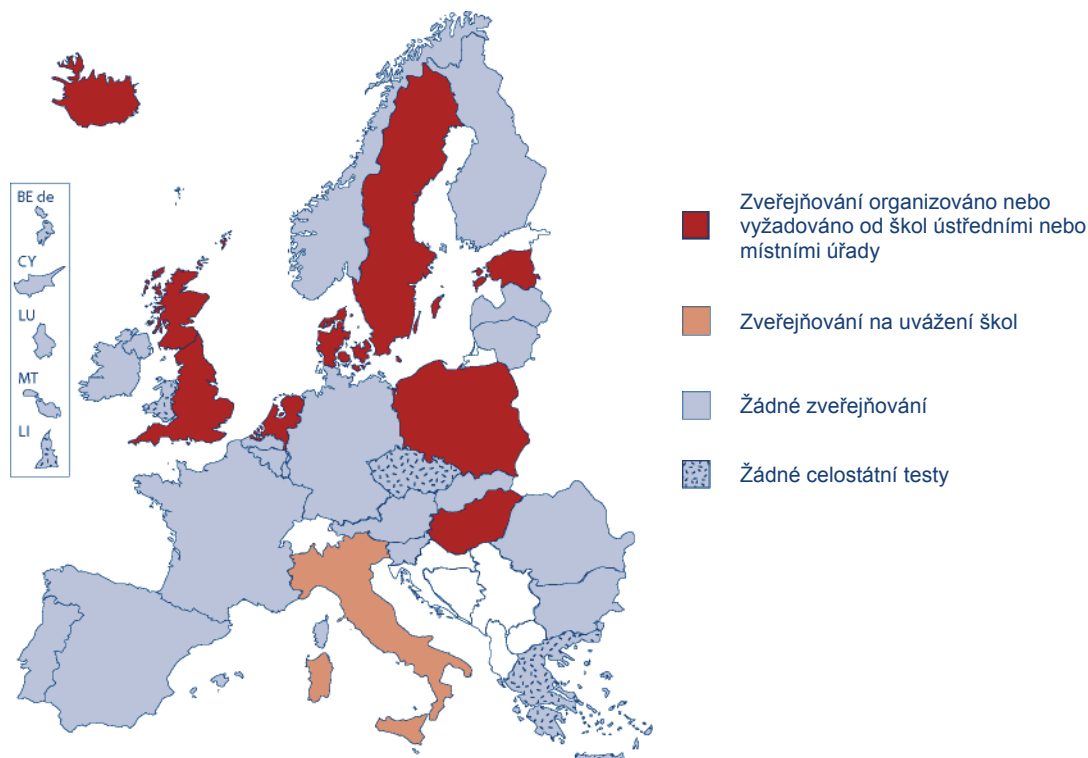 BE de
CY
LU
MT
LI
Zveřejňování organizováno nebo
vyžadováno od škol ústředními nebo
místními úřady
Zveřejňování na uvážení škol
Žádné zveřejňování
Žádné celostátní testy